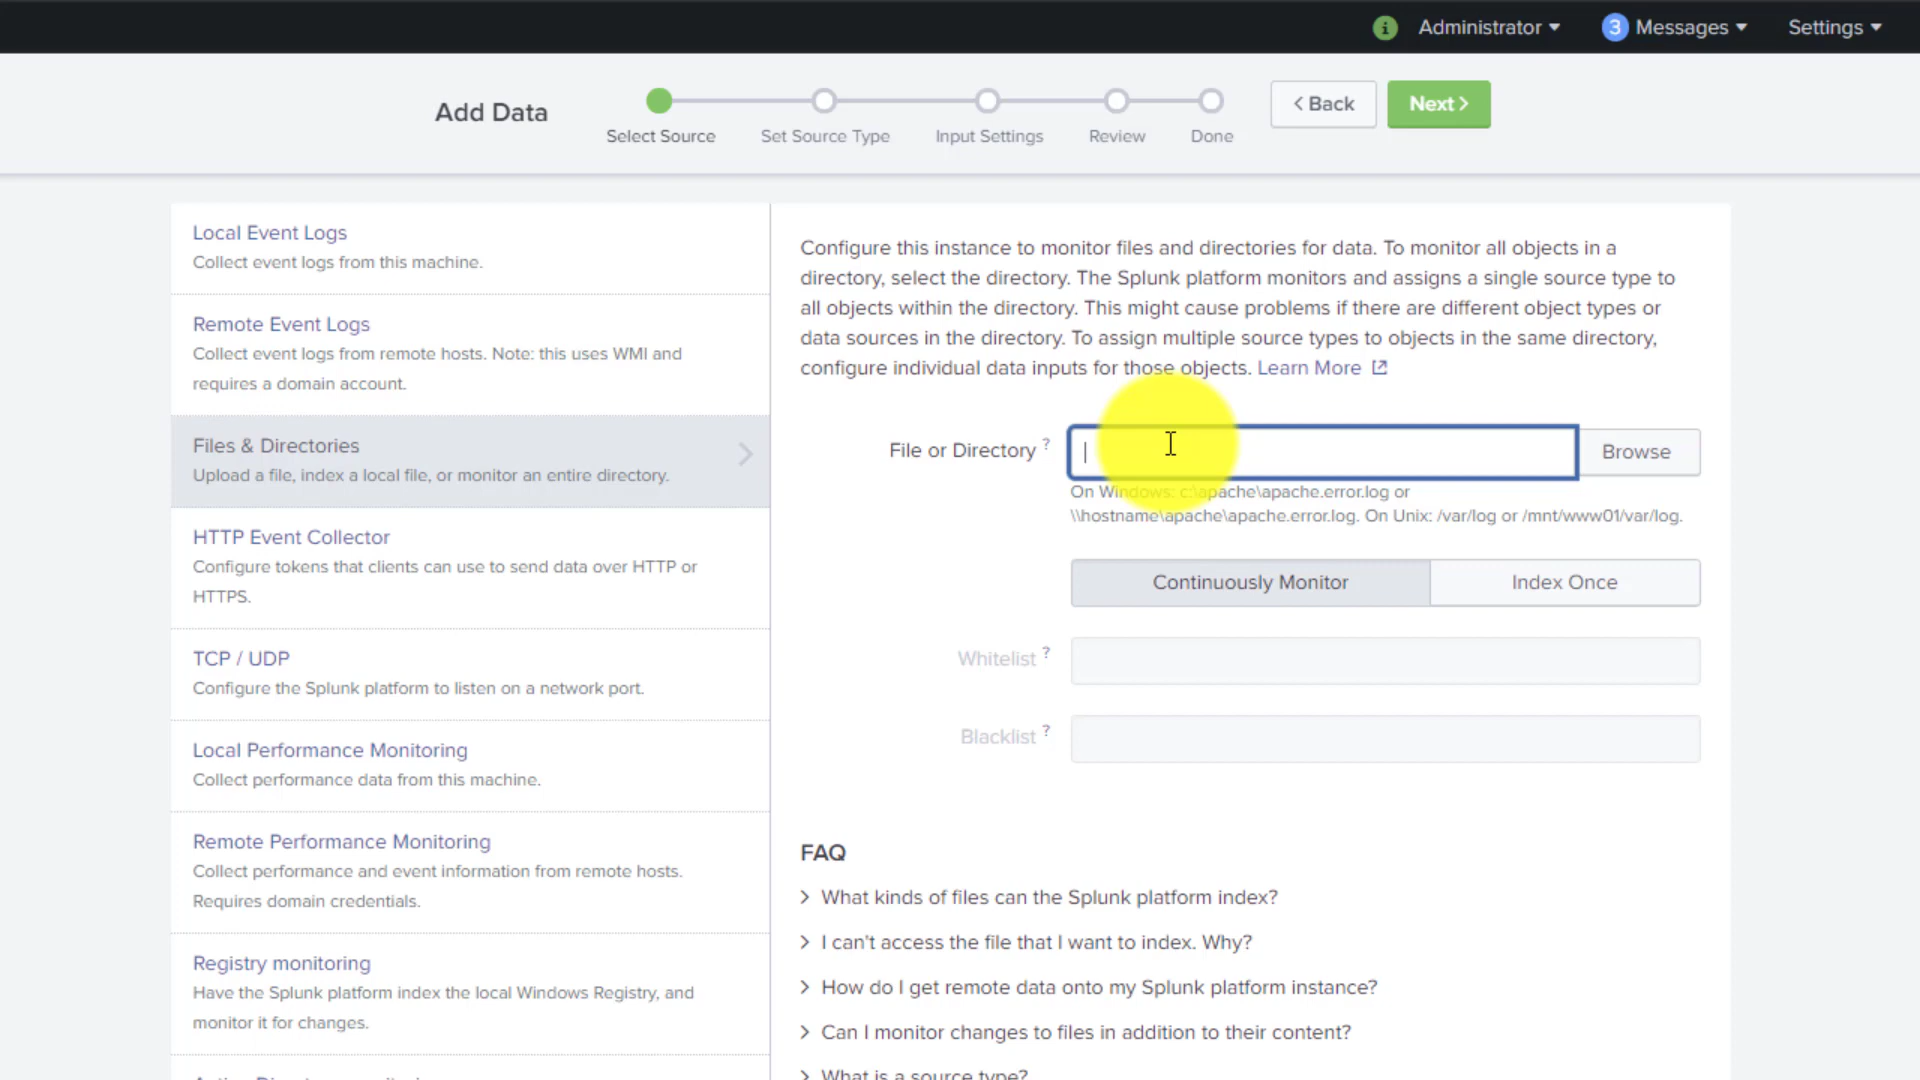 Administrator
3 Messages
Settings
Add Data
Select Source
Set Source Type
Input Settings
Review
Done
< Back
Next >
Local Event Logs
Collect event logs from this machine.
Remote Event Logs
Collect event logs from remote hosts. Note: this uses WMI and
requires a domain account.
Files & Directories
Upload a file, index a local file, or monitor an entire directory.
HTTP Event Collector
Configure tokens that clients can use to send data over HTTP or
HTTPS.
TCP / UDP
Configure the Splunk platform to listen on a network port.
Local Performance Monitoring
Collect performance data from this machine.
Remote Performance Monitoring
Collect performance and event information from remote hosts.
Requires domain credentials.
Registry monitoring
Have the Splunk platform index the local Windows Registry, and
monitor it for changes.
Configure this instance to monitor files and directories for data. To monitor all objects in a
directory, select the directory. The Splunk platform monitors and assigns a single source type to
all objects within the directory. This might cause problems if there are different object types or
data sources in the directory. To assign multiple source types to objects in the same directory,
configure individual data inputs for those objects. Learn More
File or Directory ?
Browse
On Windows: c:\apache\apache.error.log or
\\hostname\apache\apache.error.log. On Unix: /var/log or /mnt/www01/var/log.
Continuously Monitor
Index Once
Whitelist ?
Blacklist ?
FAQ
> What kinds of files can the Splunk platform index?
> I can't access the file that I want to index. Why?
> How do I get remote data onto my Splunk platform instance?
> Can I monitor changes to files in addition to their content?
> What is a source type?